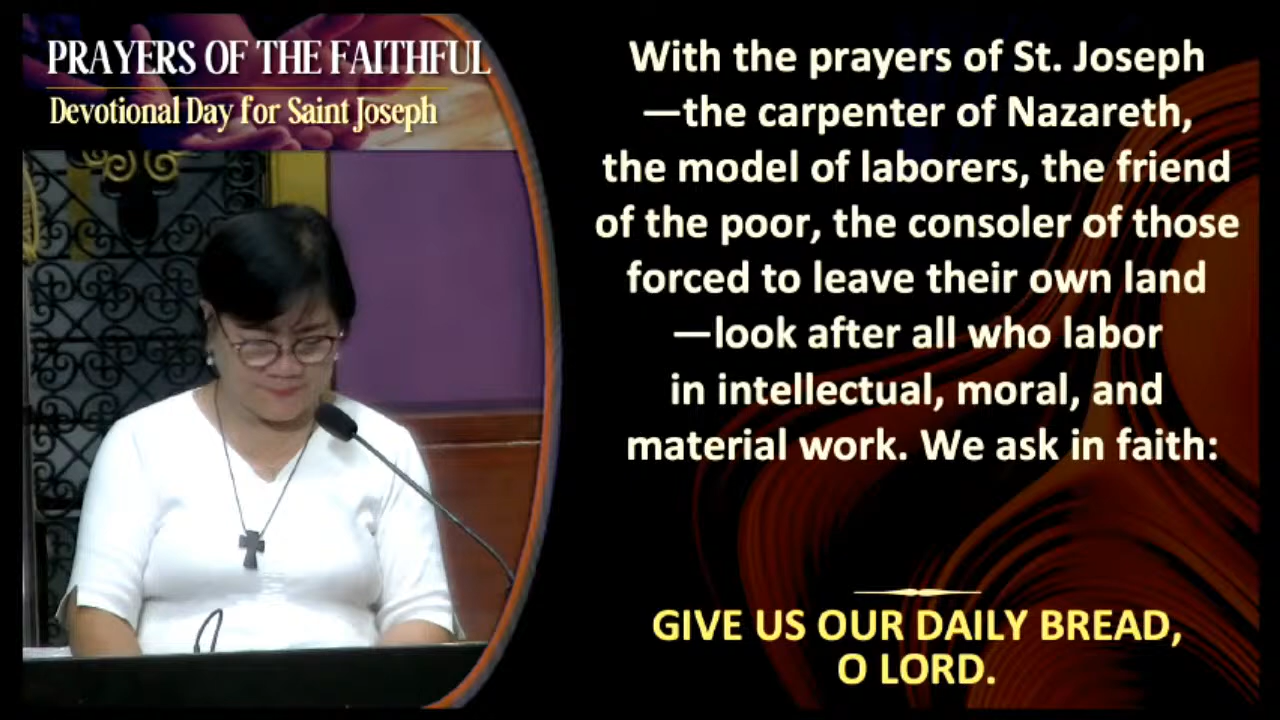 PRAYERS OF THE FAITHFUL
Devotional Day for Saint Joseph
With the prayers of St. Joseph
—the carpenter of Nazareth,
the model of laborers, the friend
of the poor, the consoler of those
forced to leave their own land
—look after all who labor
in intellectual, moral, and
material work. We ask in faith:
GIVE US OUR DAILY BREAD,
O LORD.